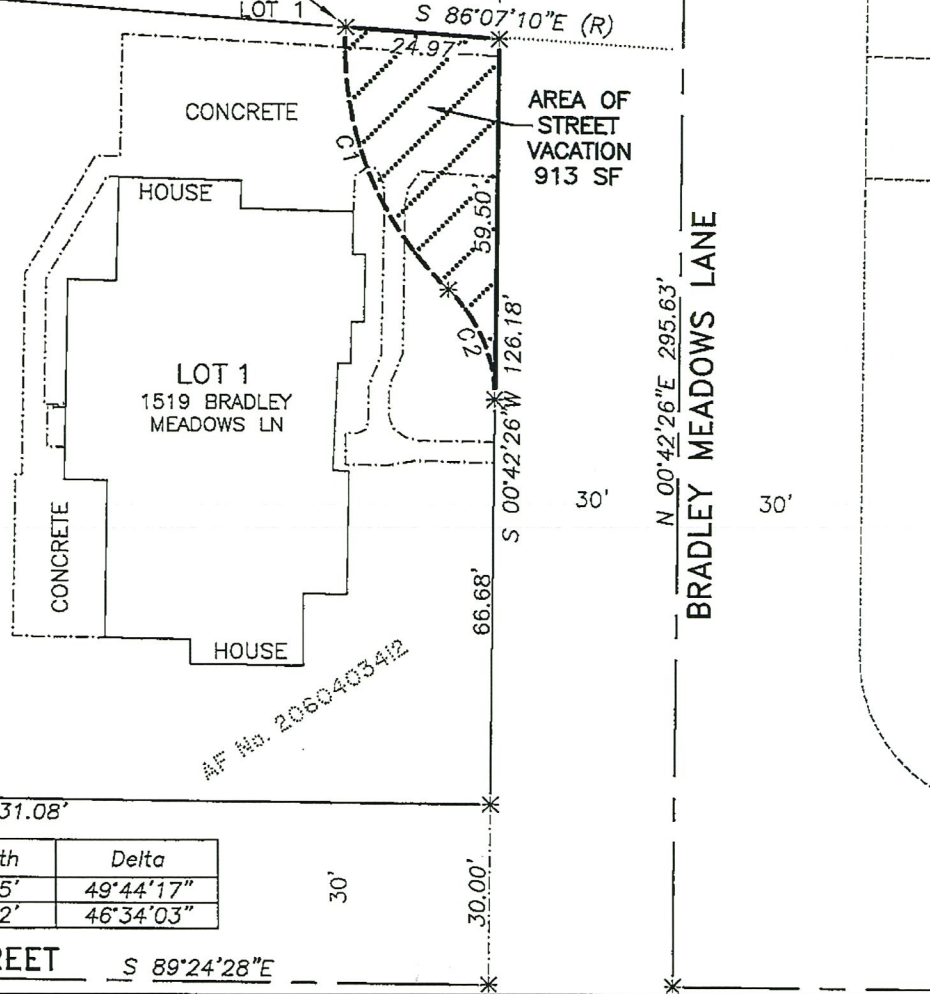 LOT 1
S 86°07'10"E (R)
24.97'
CONCRETE
AREA OF
STREET
VACATION
913 SF
C1
HOUSE
59.50'
LOT 1
1519 BRADLEY
MEADOWS LN
C2
126.18'
S 00°42'26"W
N 00°42'26"E 295.63'
BRADLEY MEADOWS LANE
30'
30'
CONCRETE
66.68'
HOUSE
AF No. 2060403412
31.08'
th Delta
5' 49°44'17"
2' 46°34'03"
30'
30.00'
REET S 89°24'28"E